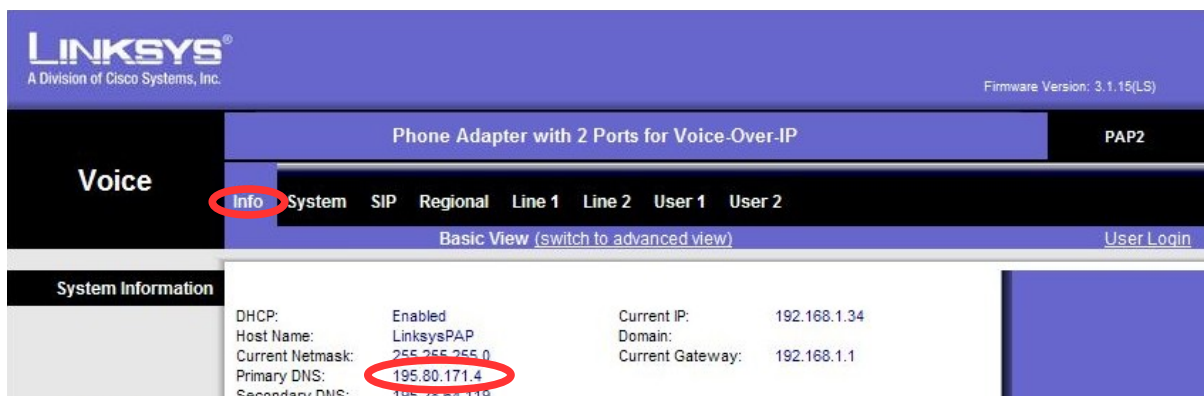 LINKSYS®
A Division of Cisco Systems, Inc.
Firmware Version: 3.1.15(LS)
Phone Adapter with 2 Ports for Voice-Over-IP PAP2
Voice
Info System SIP Regional Line 1 Line 2 User 1 User 2
Basic View (switch to advanced view) User Login
System Information
DHCP: Enabled Current IP: 192.168.1.34
Host Name: LinksysPAP Domain:
Current Netmask: 255.255.255.0 Current Gateway: 192.168.1.1
Primary DNS: 195.80.171.4
Secondary DNS: